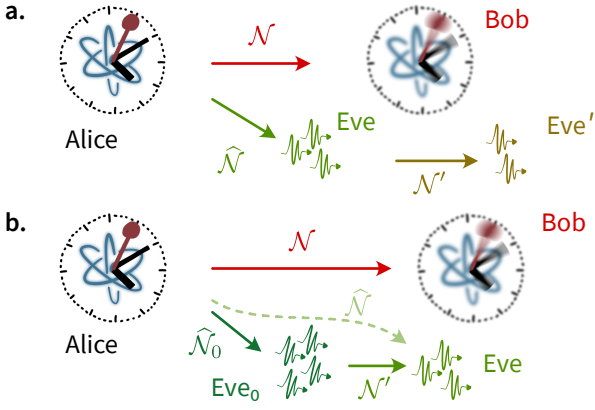 a.
𝒩
Bob
Alice
𝒩̂
Eve
𝒩′
Eve′
b.
𝒩
Bob
Alice
𝒩̂
𝒩̂₀
Eve₀
𝒩′
Eve